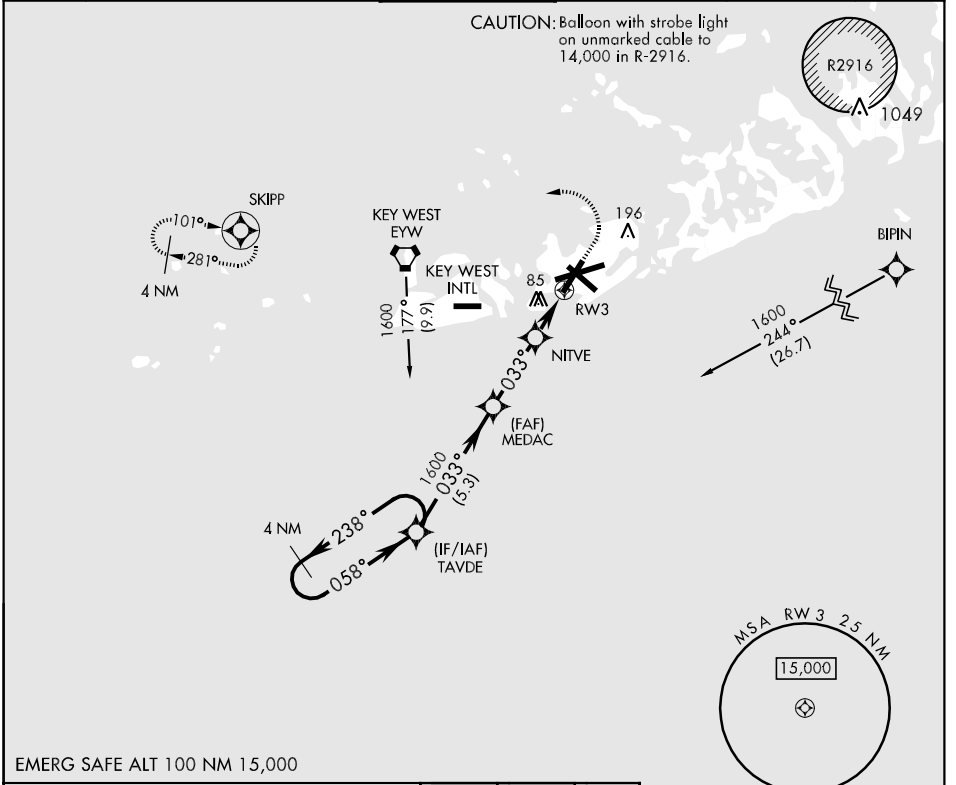 CAUTION: Balloon with strobe light
on unmarked cable to
14,000 in R-2916.
R2916
1049
SKIPP
101°
281°
4 NM
KEY WEST
EYW
KEY WEST
INTL
1600
177°
(9.9)
196
85
RW3
BIPIN
1600
244°
(26.7)
NITVE
033°
(FAF)
MEDAC
1600
033°
(5.3)
4 NM
238°
058°
(IF/IAF)
TAVDE
MSA RW 3 25 NM
15,000
EMERG SAFE ALT 100 NM 15,000